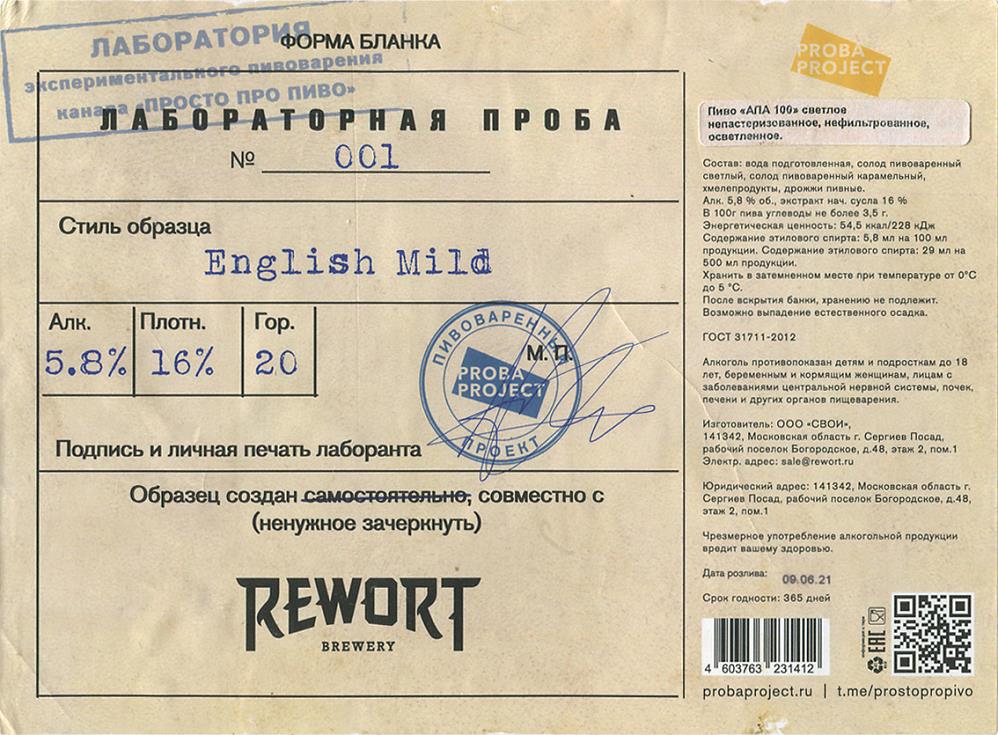 ЛАБОРАТОРИЯ
экспериментального пивоварения
канала «ПРОСТО ПРО ПИВО»
ФОРМА БЛАНКА
ЛАБОРАТОРНАЯ ПРОБА
№ 001
Стиль образца
English Mild
Алк. Плотн. Гор.
5.8% 16% 20
М. П.
ПИВОВАРЕННЫЙ
PROBA
PROJECT
ПРОЕКТ
Подпись и личная печать лаборанта
Образец создан самостоятельно, совместно с
(ненужное зачеркнуть)
REWORT
BREWERY
PROBA
PROJECT
Пиво «АПА 100» светлое
непастеризованное, нефильтрованное,
осветленное.
Состав: вода подготовленная, солод пивоваренный
светлый, солод пивоваренный карамельный,
хмелепродукты, дрожжи пивные.
Алк. 5,8 % об., экстракт нач. сусла 16 %
В 100г пива углеводы не более 3,5 г.
Энергетическая ценность: 54,5 ккал/228 кДж
Содержание этилового спирта: 5,8 мл на 100 мл
продукции. Содержание этилового спирта: 29 мл на
500 мл продукции.
Хранить в затемненном месте при температуре от 0°С
до 5 °С.
После вскрытия банки, хранению не подлежит.
Возможно выпадение естественного осадка.
ГОСТ 31711-2012
Алкоголь противопоказан детям и подросткам до 18
лет, беременным и кормящим женщинам, лицам с
заболеваниями центральной нервной системы, почек,
печени и других органов пищеварения.
Изготовитель: ООО «СВОИ»,
141342, Московская область г. Сергиев Посад,
рабочий поселок Богородское, д.48, этаж 2, пом.1
Электр. адрес: sale@rewort.ru
Юридический адрес: 141342, Московская область г.
Сергиев Посад, рабочий поселок Богородское, д.48,
этаж 2, пом.1
Чрезмерное употребление алкогольной продукции
вредит вашему здоровью.
Дата розлива: 09.06.21
Срок годности: 365 дней
EAC
4 603763 231412
probaproject.ru | t.me/prostopropivo